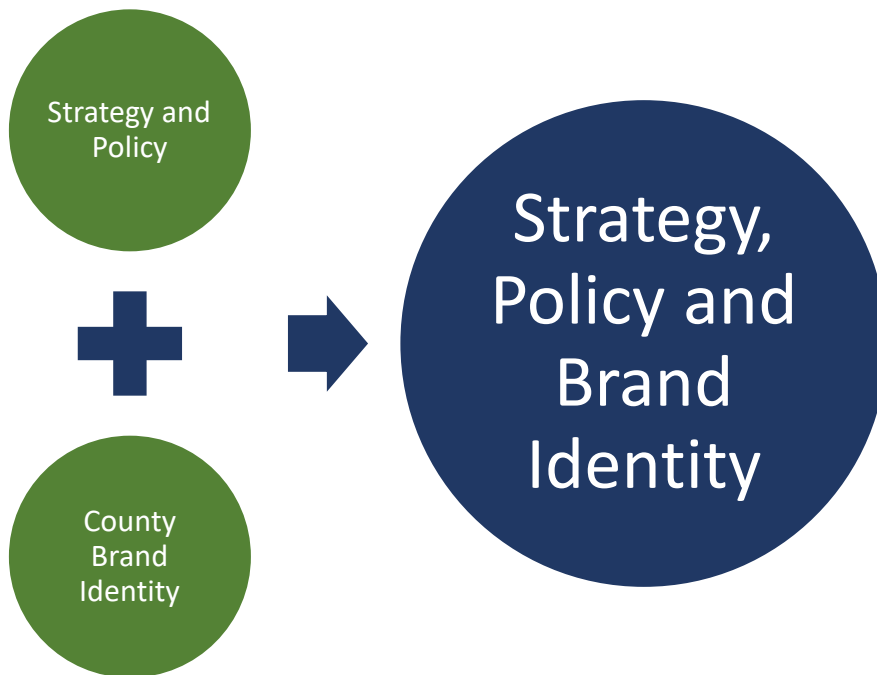 Strategy and
Policy
County
Brand
Identity
Strategy,
Policy and
Brand
Identity